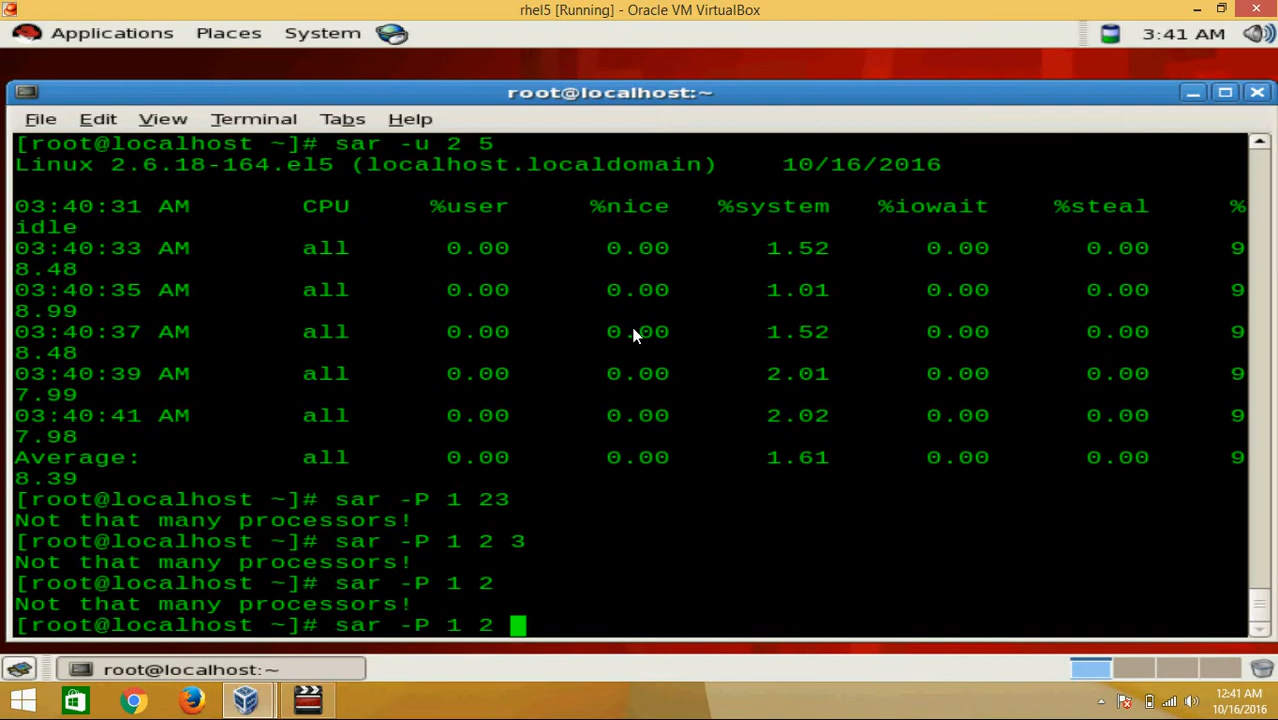 rhel5 [Running] - Oracle VM VirtualBox
Applications Places System 3:41 AM
root@localhost:~
File Edit View Terminal Tabs Help
[root@localhost ~]# sar -u 2 5
Linux 2.6.18-164.el5 (localhost.localdomain) 10/16/2016
03:40:31 AM CPU %user %nice %system %iowait %steal %
idle
03:40:33 AM all 0.00 0.00 1.52 0.00 0.00 9
8.48
03:40:35 AM all 0.00 0.00 1.01 0.00 0.00 9
8.99
03:40:37 AM all 0.00 0.00 1.52 0.00 0.00 9
8.48
03:40:39 AM all 0.00 0.00 2.01 0.00 0.00 9
7.99
03:40:41 AM all 0.00 0.00 2.02 0.00 0.00 9
7.98
Average: all 0.00 0.00 1.61 0.00 0.00 9
8.39
[root@localhost ~]# sar -P 1 23
Not that many processors!
[root@localhost ~]# sar -P 1 2 3
Not that many processors!
[root@localhost ~]# sar -P 1 2
Not that many processors!
[root@localhost ~]# sar -P 1 2
root@localhost:~
12:41 AM
10/16/2016